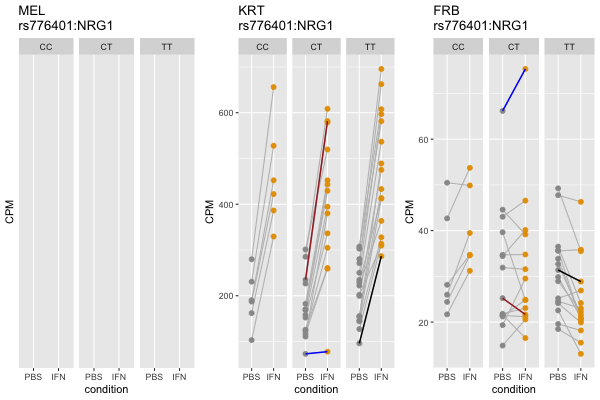 MEL
rs776401:NRG1
CC CT TT
CPM
PBS IFN PBS IFN PBS IFN
condition
KRT
rs776401:NRG1
CC CT TT
600
400
200
CPM
PBS IFN PBS IFN PBS IFN
condition
FRB
rs776401:NRG1
CC CT TT
60
40
20
CPM
PBS IFN PBS IFN PBS IFN
condition